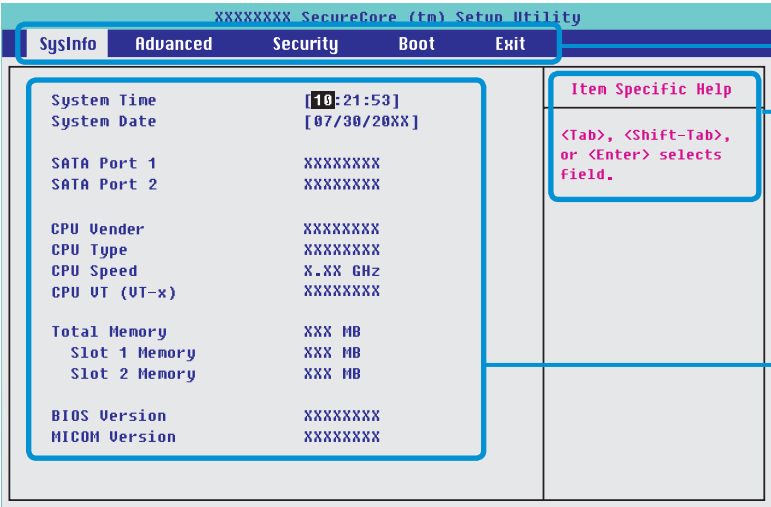 XXXXXXXX SecureCore (tm) Setup Utility
SysInfo Advanced Security Boot Exit
System Time [10:21:53]
System Date [07/30/20XX]
SATA Port 1 XXXXXXXX
SATA Port 2 XXXXXXXX
CPU Vender XXXXXXXX
CPU Type XXXXXXXX
CPU Speed X.XX GHz
CPU VT (VT-x) XXXXXXXX
Total Memory XXX MB
Slot 1 Memory XXX MB
Slot 2 Memory XXX MB
BIOS Version XXXXXXXX
MICOM Version XXXXXXXX
Item Specific Help
<Tab>, <Shift-Tab>,
or <Enter> selects
field.